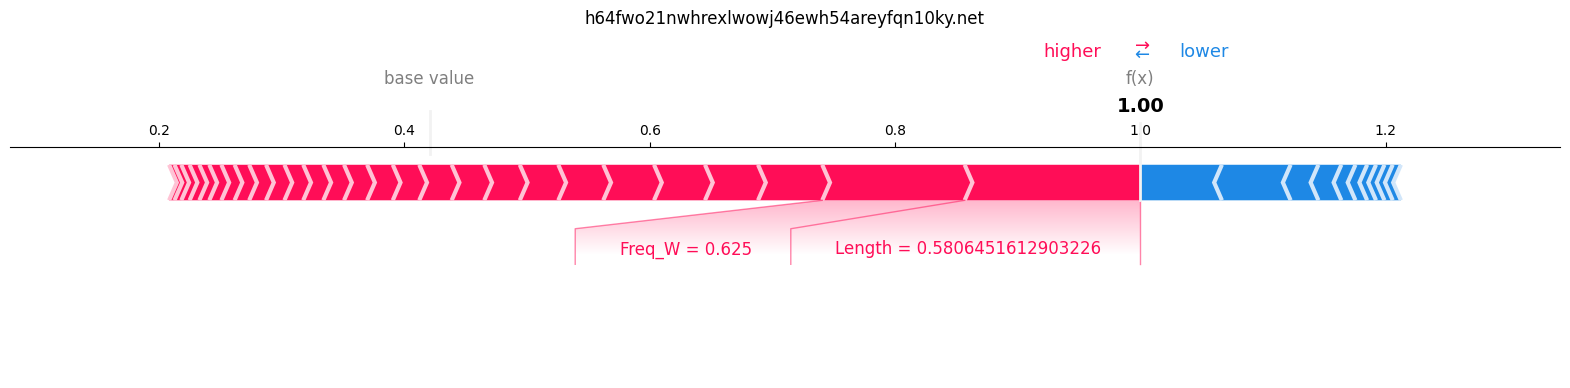 h64fwo21nwhrexlwowj46ewh54areyfqn10ky.net
higher → ← lower
base value f(x)
1.00
0.2 0.4 0.6 0.8 1 0 1.2
Freq_W = 0.625 Length = 0.5806451612903226